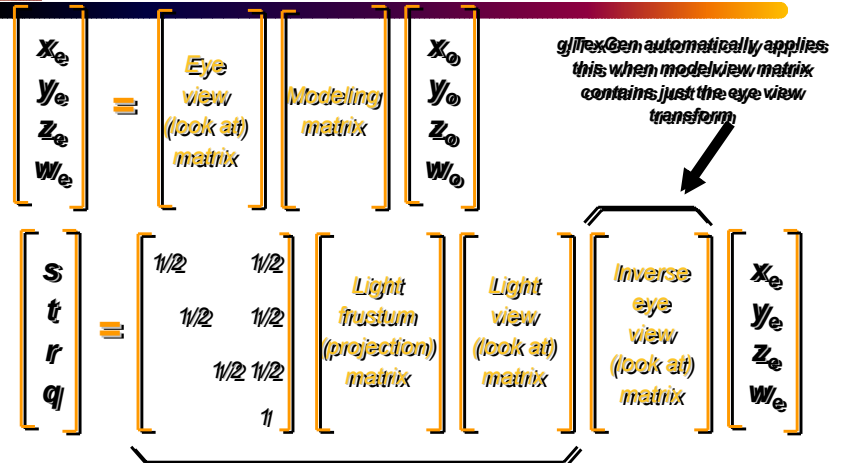 xe
ye
ze
we
=
Eye
view
(look at)
matrix
Modeling
matrix
xo
yo
zo
wo
glTexGen automatically applies
this when modelview matrix
contains just the eye view
transform
s
t
r
q
=
1/2 1/2
1/2 1/2
1/2 1/2
1
Light
frustum
(projection)
matrix
Light
view
(look at)
matrix
Inverse
eye
view
(look at)
matrix
xe
ye
ze
we